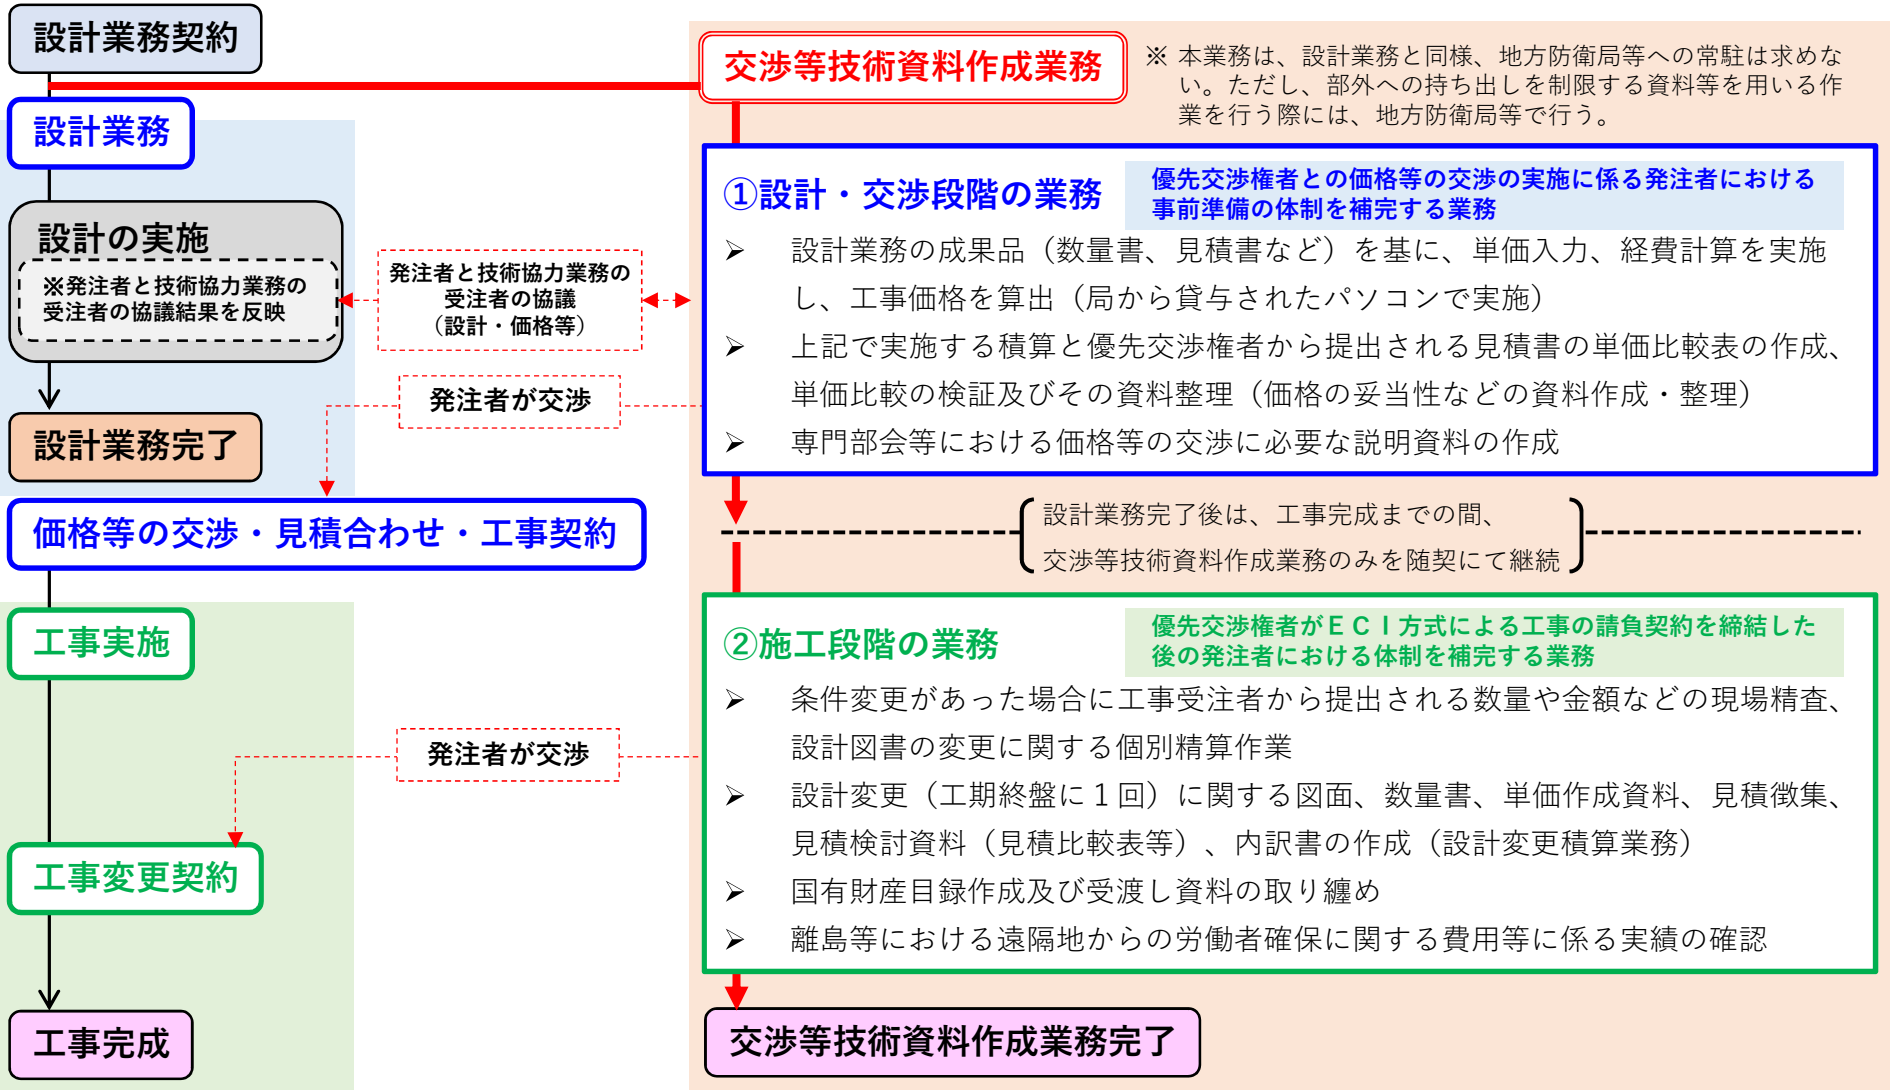 設計業務契約
設計業務
設計の実施
※発注者と技術協力業務の
受注者の協議結果を反映
設計業務完了
価格等の交渉・見積合わせ・工事契約
工事実施
工事変更契約
工事完成
発注者と技術協力業務の
受注者の協議
（設計・価格等）
発注者が交渉
発注者が交渉
交渉等技術資料作成業務
※ 本業務は、設計業務と同様、地方防衛局等への常駐は求めな
い。ただし、部外への持ち出しを制限する資料等を用いる作
業を行う際には、地方防衛局等で行う。
①設計・交渉段階の業務
優先交渉権者との価格等の交渉の実施に係る発注者における
事前準備の体制を補完する業務
➢ 設計業務の成果品（数量書、見積書など）を基に、単価入力、経費計算を実施
し、工事価格を算出（局から貸与されたパソコンで実施）
➢ 上記で実施する積算と優先交渉権者から提出される見積書の単価比較表の作成、
単価比較の検証及びその資料整理（価格の妥当性などの資料作成・整理）
➢ 専門部会等における価格等の交渉に必要な説明資料の作成
設計業務完了後は、工事完成までの間、
交渉等技術資料作成業務のみを随契にて継続
②施工段階の業務
優先交渉権者がＥＣＩ方式による工事の請負契約を締結した
後の発注者における体制を補完する業務
➢ 条件変更があった場合に工事受注者から提出される数量や金額などの現場精査、
設計図書の変更に関する個別精算作業
➢ 設計変更（工期終盤に１回）に関する図面、数量書、単価作成資料、見積徴集、
見積検討資料（見積比較表等）、内訳書の作成（設計変更積算業務）
➢ 国有財産目録作成及び受渡し資料の取り纏め
➢ 離島等における遠隔地からの労働者確保に関する費用等に係る実績の確認
交渉等技術資料作成業務完了